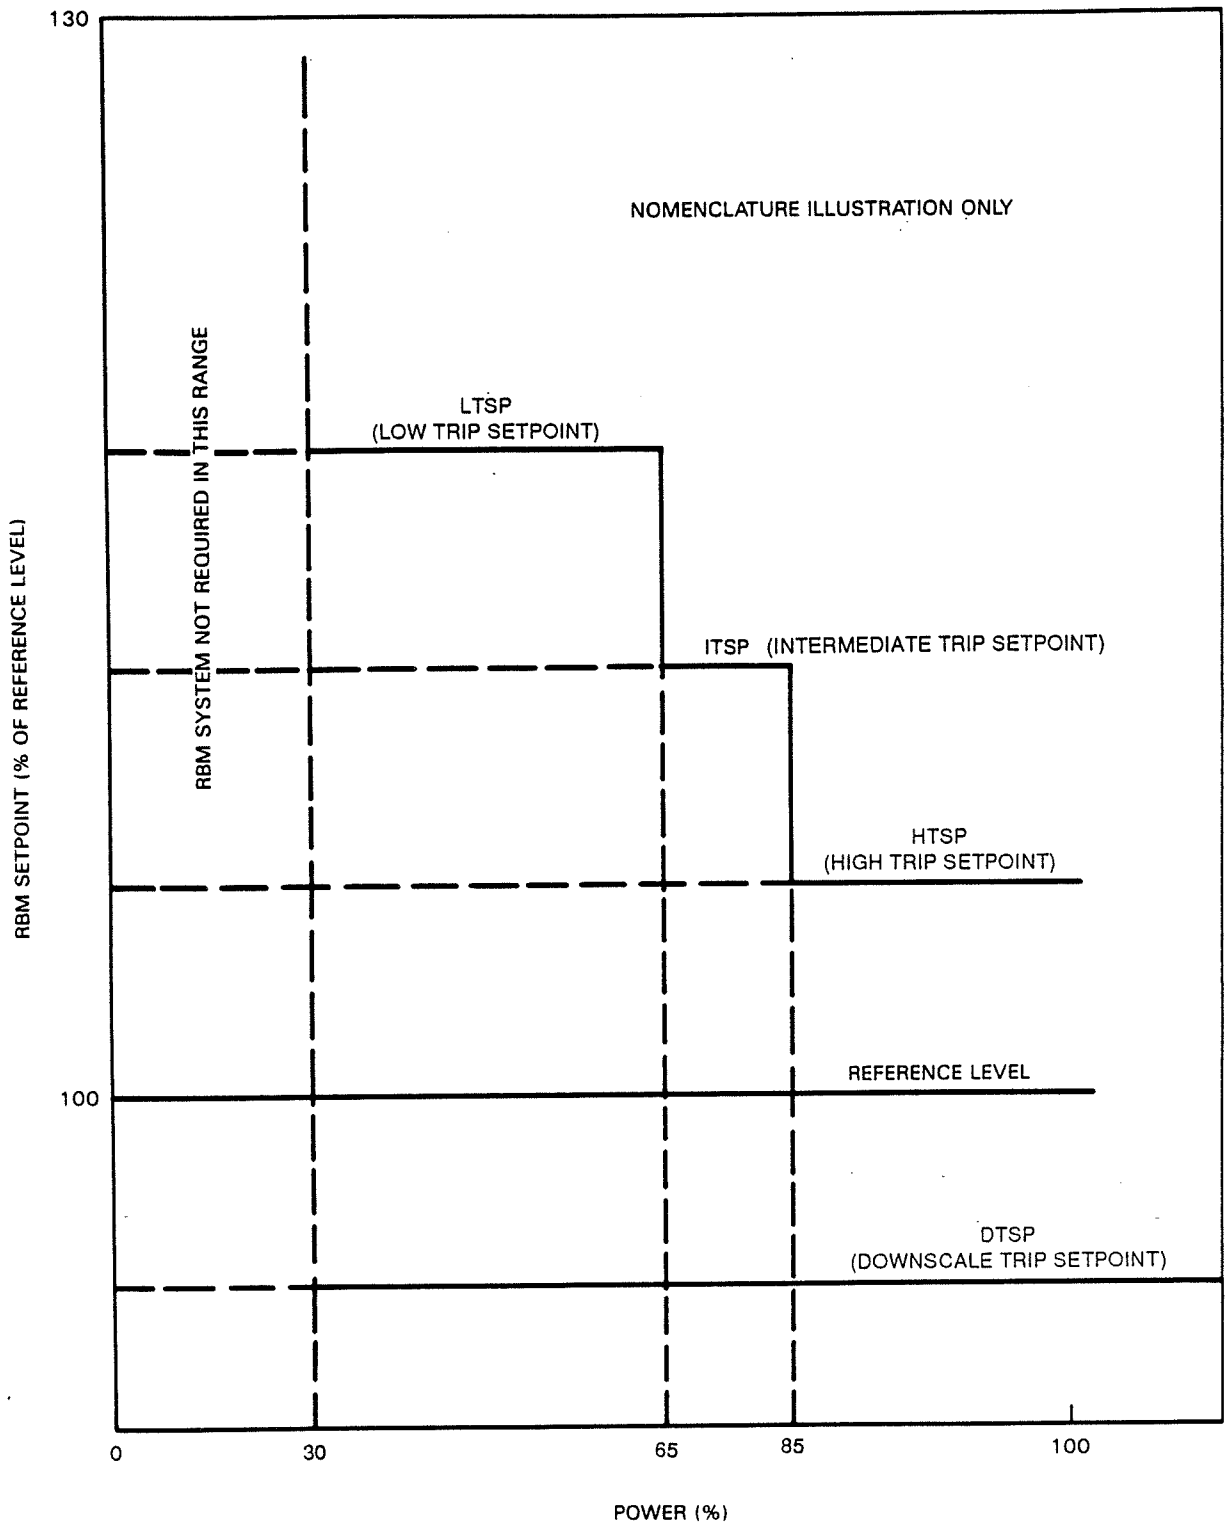 130
NOMENCLATURE ILLUSTRATION ONLY
RBM SYSTEM NOT REQUIRED IN THIS RANGE
LTSP
(LOW TRIP SETPOINT)
RBM SETPOINT (% OF REFERENCE LEVEL)
ITSP (INTERMEDIATE TRIP SETPOINT)
HTSP
(HIGH TRIP SETPOINT)
REFERENCE LEVEL
100
DTSP
(DOWNSCALE TRIP SETPOINT)
0 30 65 85 100
POWER (%)